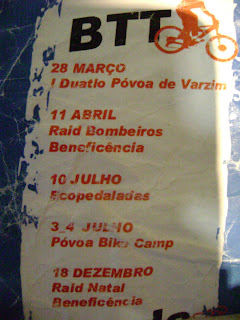 BTT
28 MARÇO
I Duatlo Póvoa de Varzim
11 ABRIL
Raid Bombeiros
Beneficência
10 JULHO
Ecopedaladas
3_4 JULHO
Póvoa Bike Camp
18 DEZEMBRO
Raid Natal
Beneficência